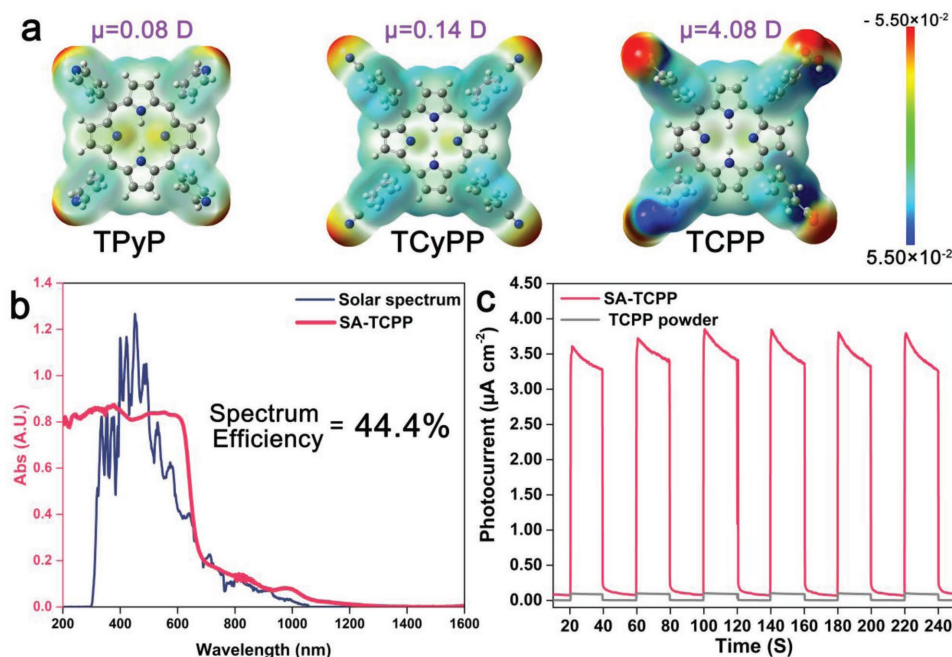 a
μ=0.08 D
μ=0.14 D
μ=4.08 D
- 5.50×10⁻²
TPyP
TCyPP
TCPP
5.50×10⁻²
b
1.4
1.2
1.0
0.8
0.6
0.4
0.2
0.0
Abs (A.U.)
Solar spectrum
SA-TCPP
Spectrum
Efficiency = 44.4%
200 400 600 800 1000 1200 1400 1600
Wavelength (nm)
c
4.50
4.00
3.50
3.00
2.50
2.00
1.50
1.00
0.50
0.00
Photocurrent (μA cm⁻²)
SA-TCPP
TCPP powder
20 40 60 80 100 120 140 160 180 200 220 240
Time (S)